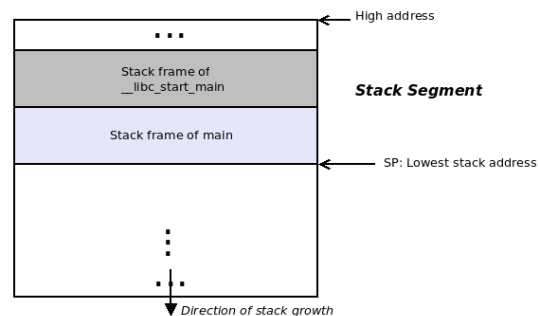 High address
...
Stack frame of
__libc_start_main
Stack Segment
Stack frame of main
SP: Lowest stack address
...
Direction of stack growth